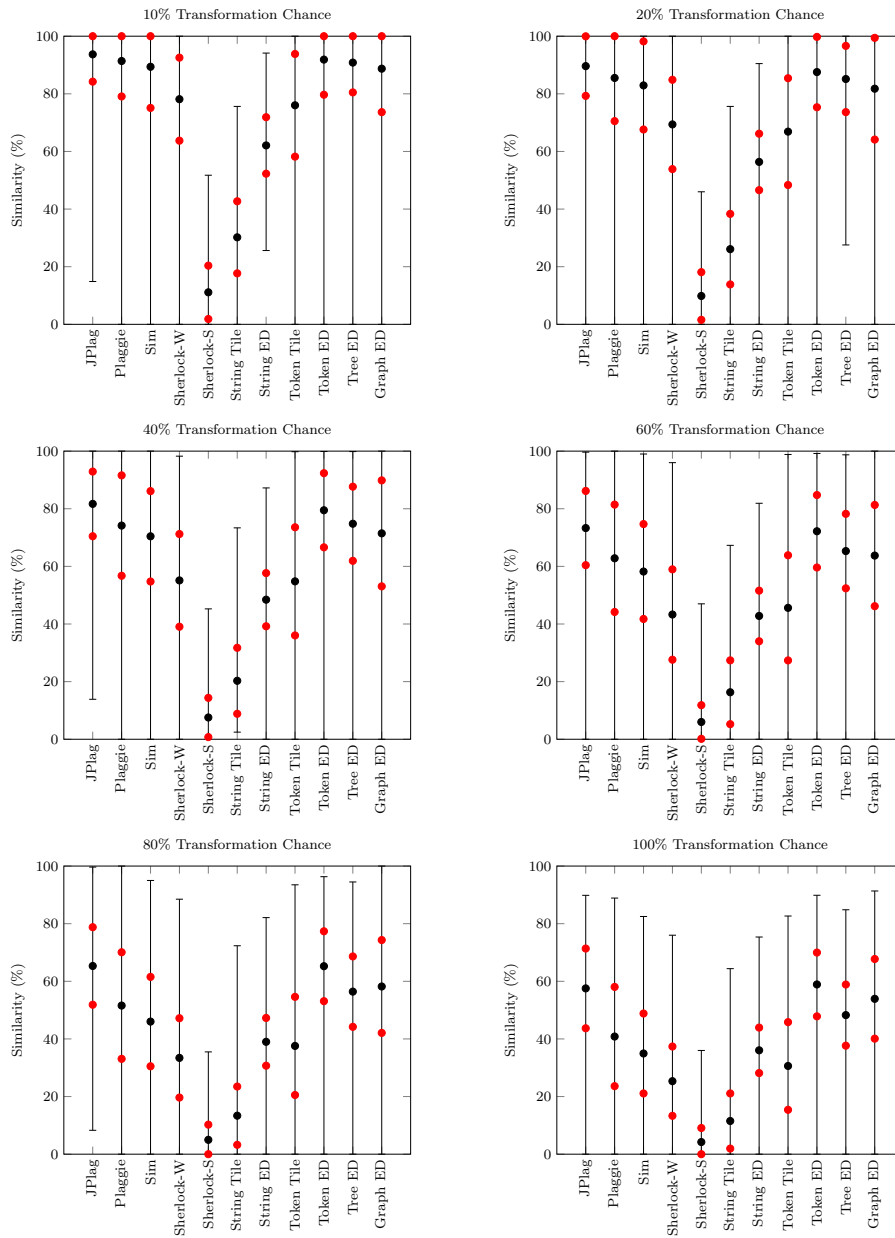 10% Transformation Chance
Similarity (%)
100
80
60
40
20
0
JPlag
Plaggie
Sim
Sherlock-W
Sherlock-S
String Tile
String ED
Token Tile
Token ED
Tree ED
Graph ED
20% Transformation Chance
Similarity (%)
100
80
60
40
20
0
JPlag
Plaggie
Sim
Sherlock-W
Sherlock-S
String Tile
String ED
Token Tile
Token ED
Tree ED
Graph ED
40% Transformation Chance
Similarity (%)
100
80
60
40
20
0
JPlag
Plaggie
Sim
Sherlock-W
Sherlock-S
String Tile
String ED
Token Tile
Token ED
Tree ED
Graph ED
60% Transformation Chance
Similarity (%)
100
80
60
40
20
0
JPlag
Plaggie
Sim
Sherlock-W
Sherlock-S
String Tile
String ED
Token Tile
Token ED
Tree ED
Graph ED
80% Transformation Chance
Similarity (%)
100
80
60
40
20
0
JPlag
Plaggie
Sim
Sherlock-W
Sherlock-S
String Tile
String ED
Token Tile
Token ED
Tree ED
Graph ED
100% Transformation Chance
Similarity (%)
100
80
60
40
20
0
JPlag
Plaggie
Sim
Sherlock-W
Sherlock-S
String Tile
String ED
Token Tile
Token ED
Tree ED
Graph ED